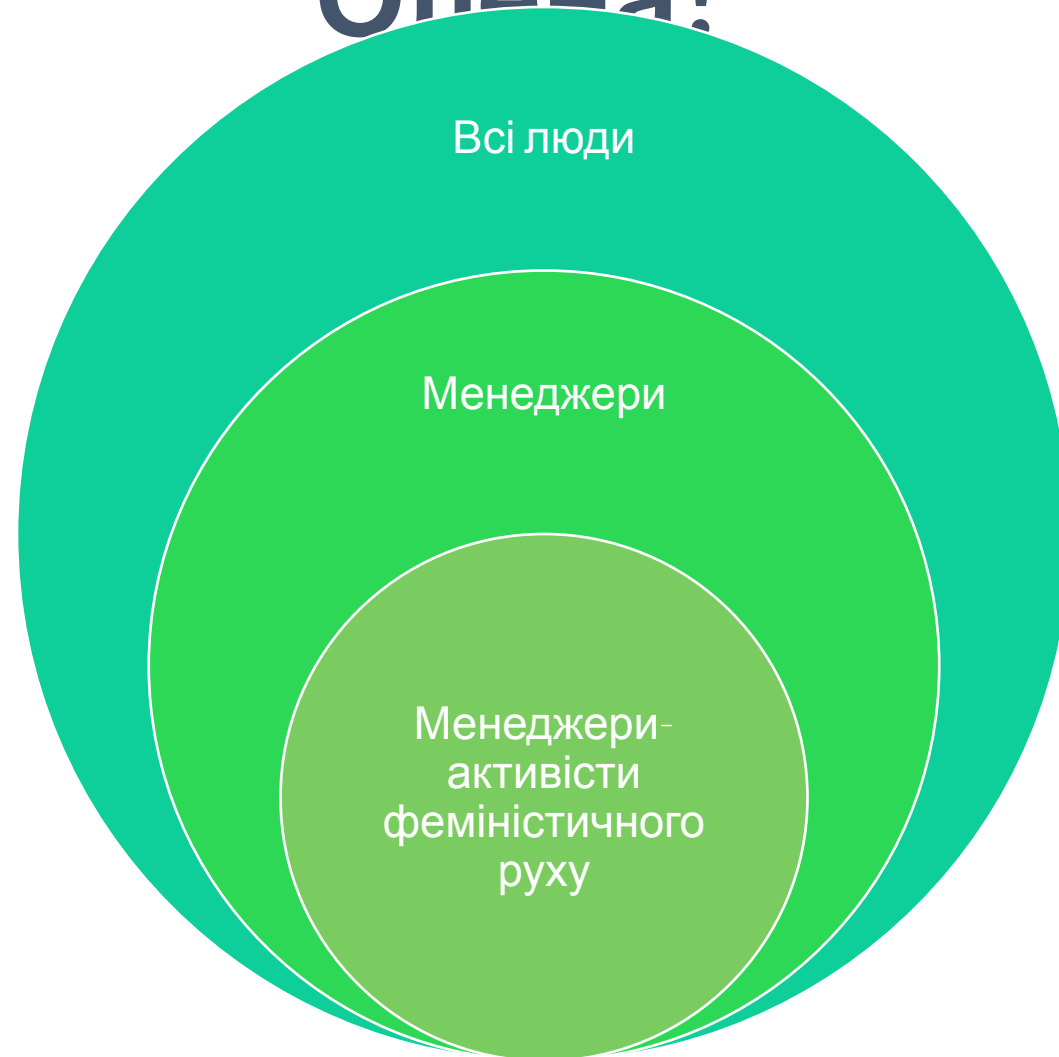 Всі люди
Менеджери
Менеджери-
активісти
феміністичного
руху